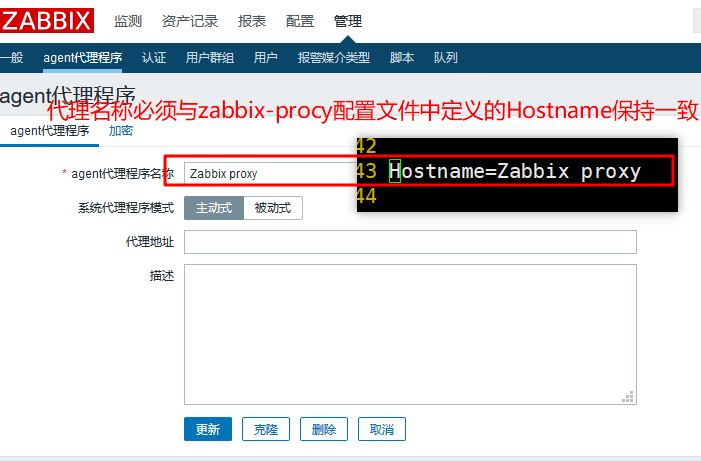 ZABBIX 监测 资产记录 报表 配置 管理
一般 agent代理程序 认证 用户群组 用户 报警媒介类型 脚本 队列
agent代理程序
代理名称必须与zabbix-procy配置文件中定义的Hostname保持一致
agent代理程序 加密
42
* agent代理程序名称 Zabbix proxy 43 Hostname=Zabbix proxy
44
系统代理程序模式 主动式 被动式
代理地址
描述
更新 克隆 删除 取消